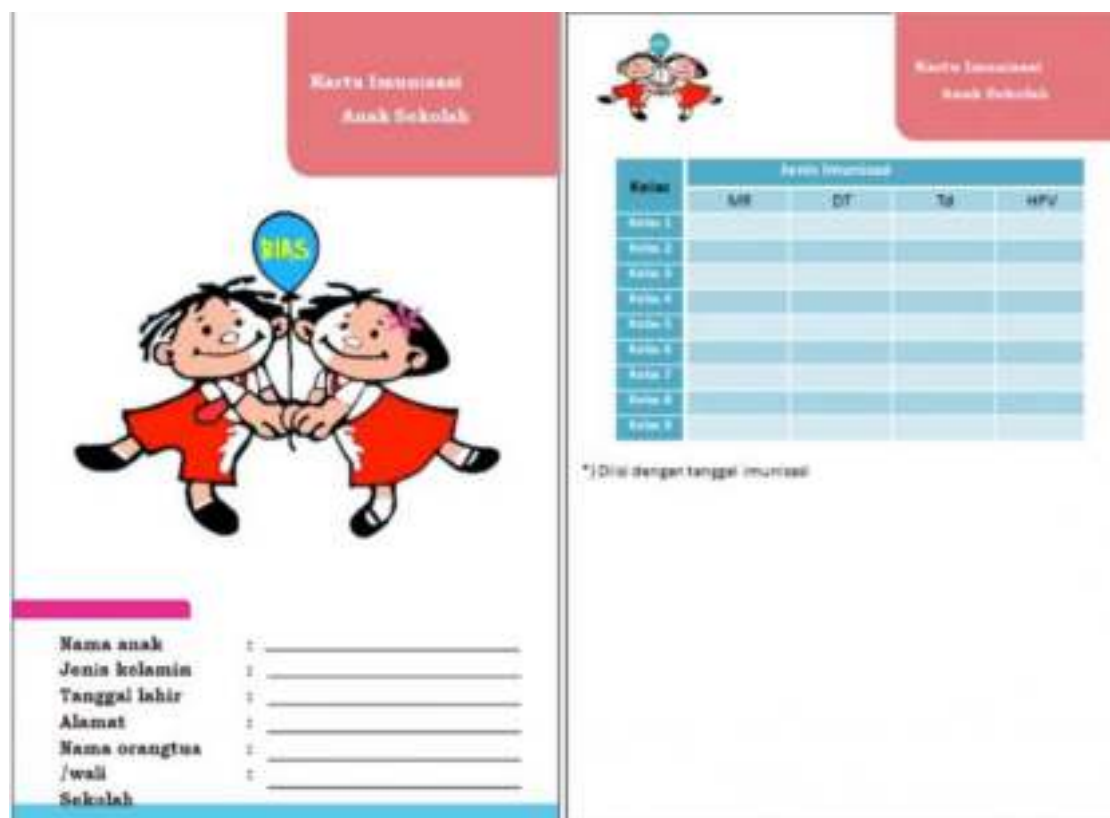 Kartu Imunisasi
Anak Sekolah
BIAS
Nama anak :
Jenis kelamin :
Tanggal lahir :
Alamat :
Nama orangtua :
/wali :
Sekolah
Kartu Imunisasi
Anak Sekolah
Kelas Jenis Imunisasi
MR DT Td HPV
Kelas 1
Kelas 2
Kelas 3
Kelas 4
Kelas 5
Kelas 6
Kelas 7
Kelas 8
Kelas 9
*) Diisi dengan tanggal imunisasi